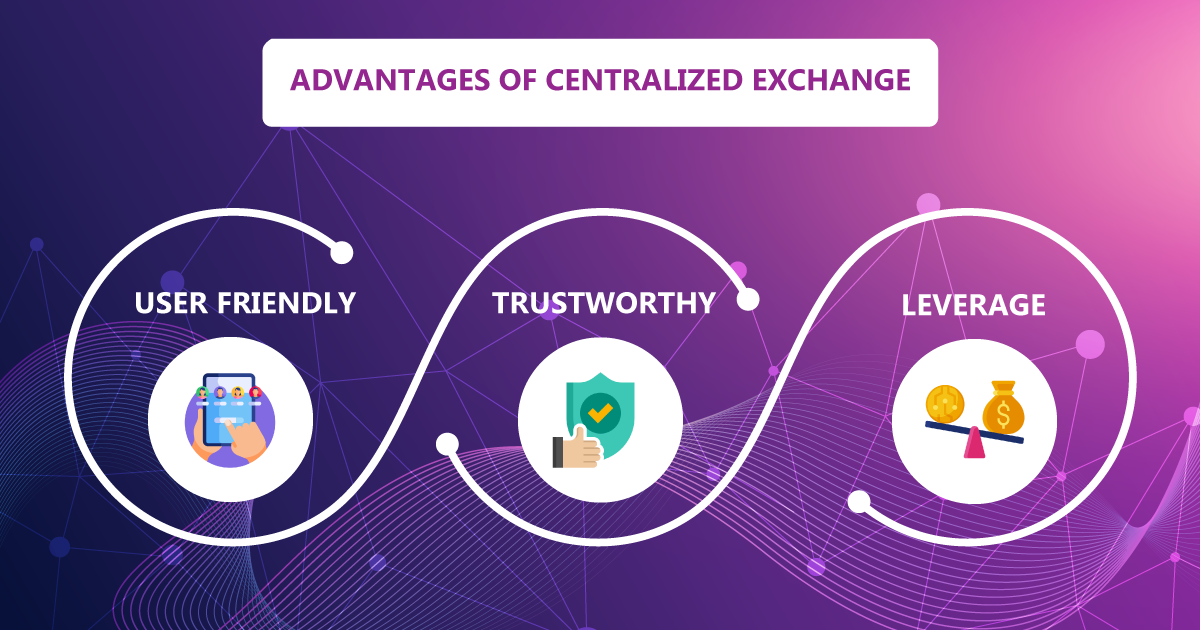 ADVANTAGES OF CENTRALIZED EXCHANGE
USER FRIENDLY
TRUSTWORTHY
LEVERAGE
$